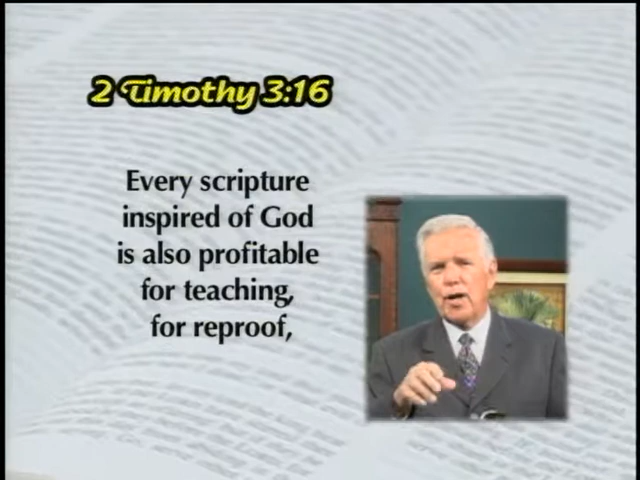 2 Timothy 3:16
Every scripture
inspired of God
is also profitable
for teaching,
for reproof,